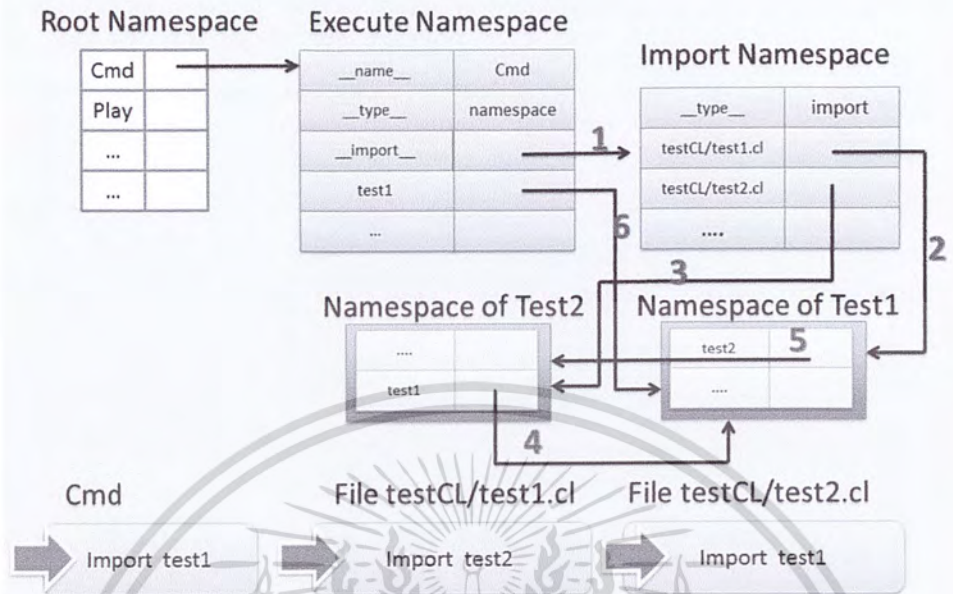 Root Namespace
Cmd
Play
...
...
Execute Namespace
__name__ Cmd
__type__ namespace
__import__
test1
...
Import Namespace
__type__ import
testCL/test1.cl
testCL/test2.cl
....
1
6
2
3
Namespace of Test2
....
test1
Namespace of Test1
test2
....
5
4
Cmd
Import test1
File testCL/test1.cl
Import test2
File testCL/test2.cl
Import test1